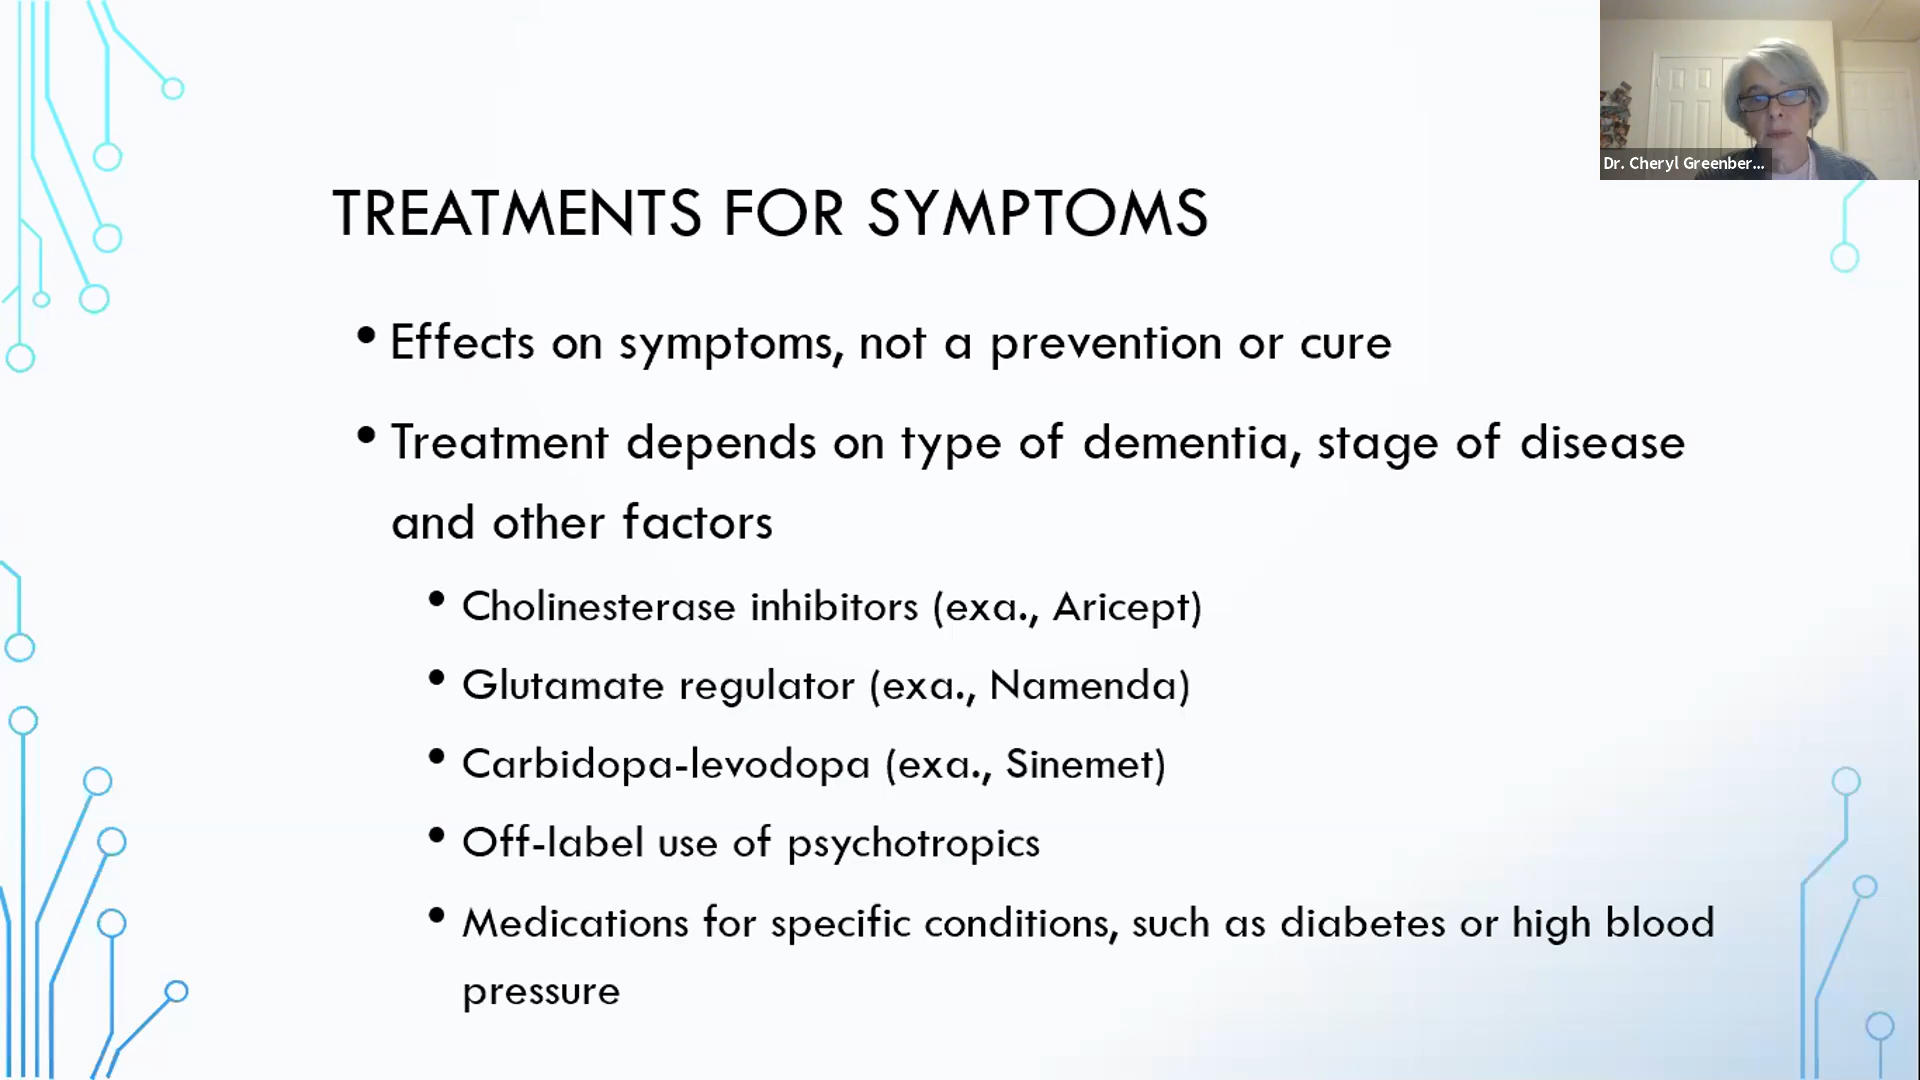 Dr. Cheryl Greenber...
TREATMENTS FOR SYMPTOMS
• Effects on symptoms, not a prevention or cure
• Treatment depends on type of dementia, stage of disease
and other factors
• Cholinesterase inhibitors (exa., Aricept)
• Glutamate regulator (exa., Namenda)
• Carbidopa-levodopa (exa., Sinemet)
• Off-label use of psychotropics
• Medications for specific conditions, such as diabetes or high blood
pressure